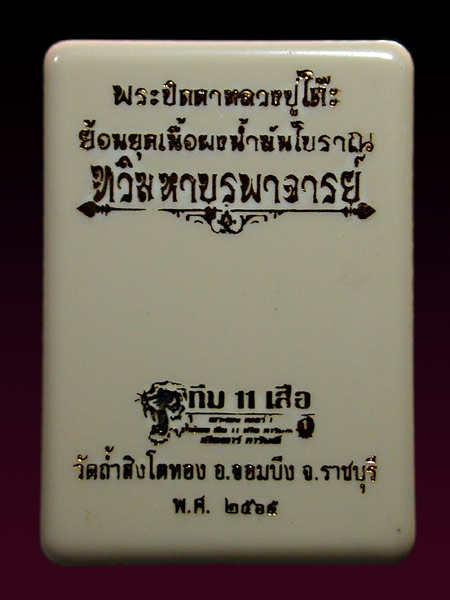 พระปิดตาหลวงปู่โต๊ะ
ย้อนยุคเนื้อผงน้ำมันโบราณ
ทวิมหาบูรพาจารย์
ทีม 11 เสือ
วัดถ้ำสิงโตทอง อ.จอมบึง จ.ราชบุรี
พ.ศ. ๒๕๖๕